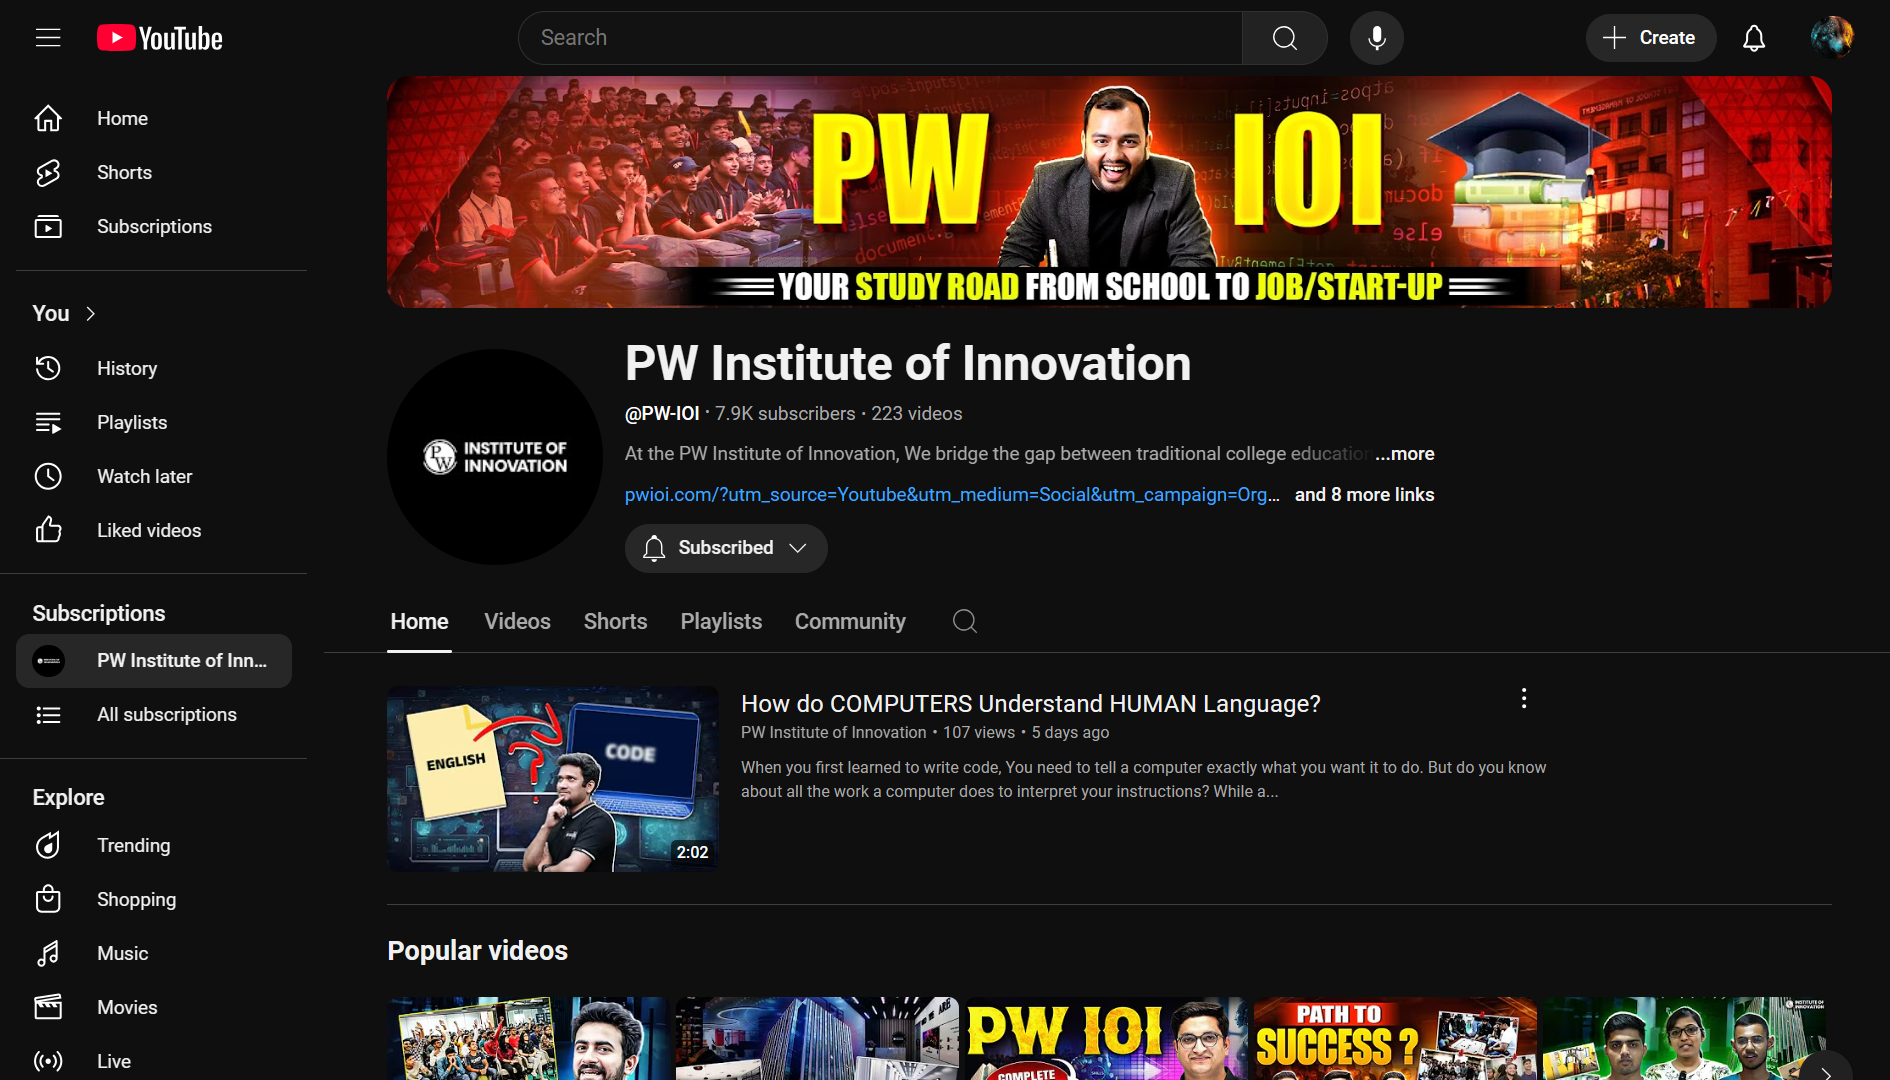 YouTube
Search
Create
Home
Shorts
Subscriptions
You
History
Playlists
Watch later
Liked videos
Subscriptions
PW Institute of Inn...
All subscriptions
Explore
Trending
Shopping
Music
Movies
Live
PW IOI
YOUR STUDY ROAD FROM SCHOOL TO JOB/START-UP
PW INSTITUTE OF
INNOVATION
PW Institute of Innovation
@PW-IOI • 7.9K subscribers • 223 videos
At the PW Institute of Innovation, We bridge the gap between traditional college education ...more
pwioi.com/?utm_source=Youtube&utm_medium=Social&utm_campaign=Org... and 8 more links
Subscribed
Home Videos Shorts Playlists Community
ENGLISH
?
CODE
2:02
How do COMPUTERS Understand HUMAN Language?
PW Institute of Innovation • 107 views • 5 days ago
When you first learned to write code, You need to tell a computer exactly what you want it to do. But do you know
about all the work a computer does to interpret your instructions? While a...
Popular videos
PW IOI
COMPLETE
PATH TO
SUCCESS ?
INSTITUTE OF
INNOVATION